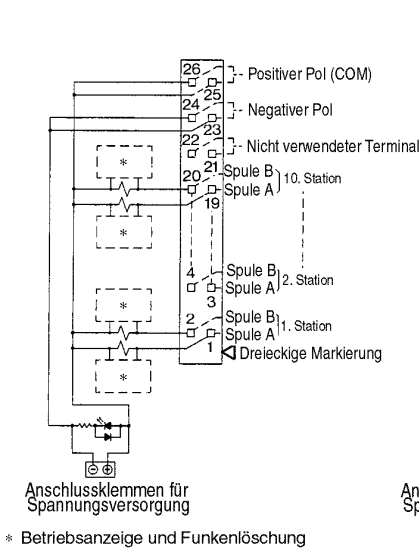 26
Positiver Pol (COM)
25
24
Negativer Pol
23
22
Nicht verwendeter Terminal
21
Spule B
20
10. Station
Spule A
19
4
Spule B
2. Station
Spule A
3
2
Spule B
1. Station
Spule A
1
Dreieckige Markierung
*
*
*
*
⊖ ⊕
Anschlussklemmen für
Spannungsversorgung
An
Sp
* Betriebsanzeige und Funkenlöschung